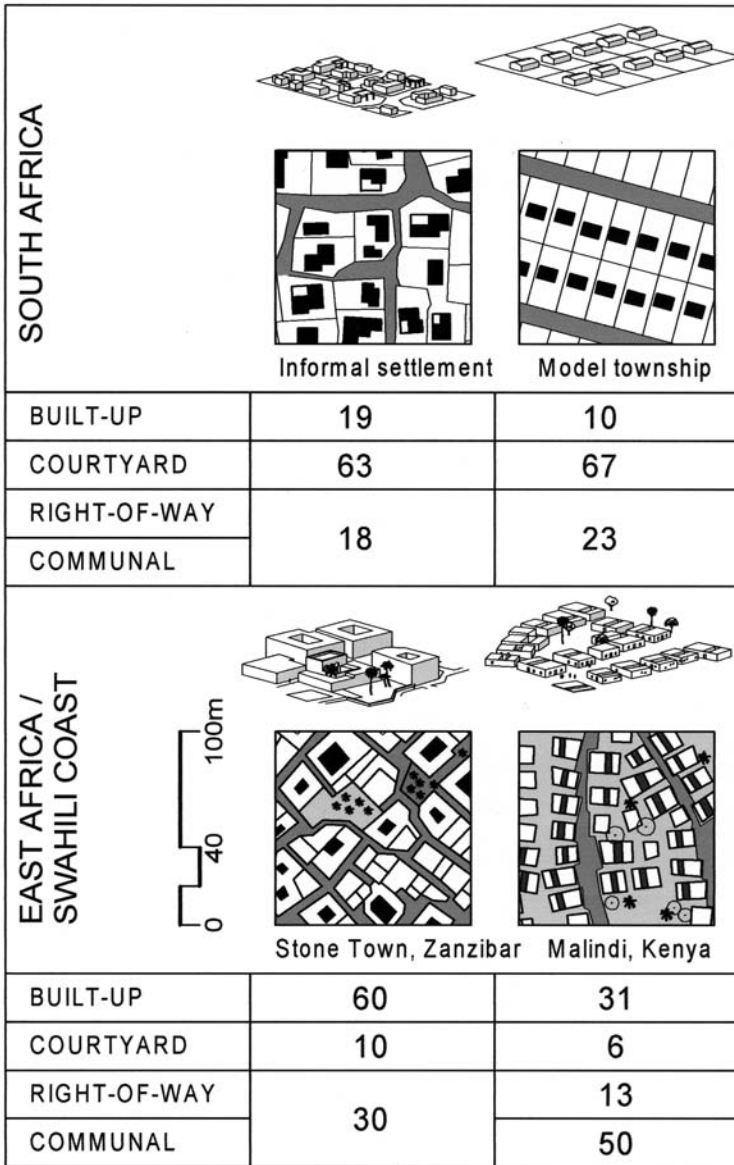 SOUTH AFRICA
Informal settlement Model township
BUILT-UP 19 10
COURTYARD 63 67
RIGHT-OF-WAY 18 23
COMMUNAL
EAST AFRICA /
SWAHILI COAST
100m
40
0
Stone Town, Zanzibar Malindi, Kenya
BUILT-UP 60 31
COURTYARD 10 6
RIGHT-OF-WAY 30 13
COMMUNAL 50